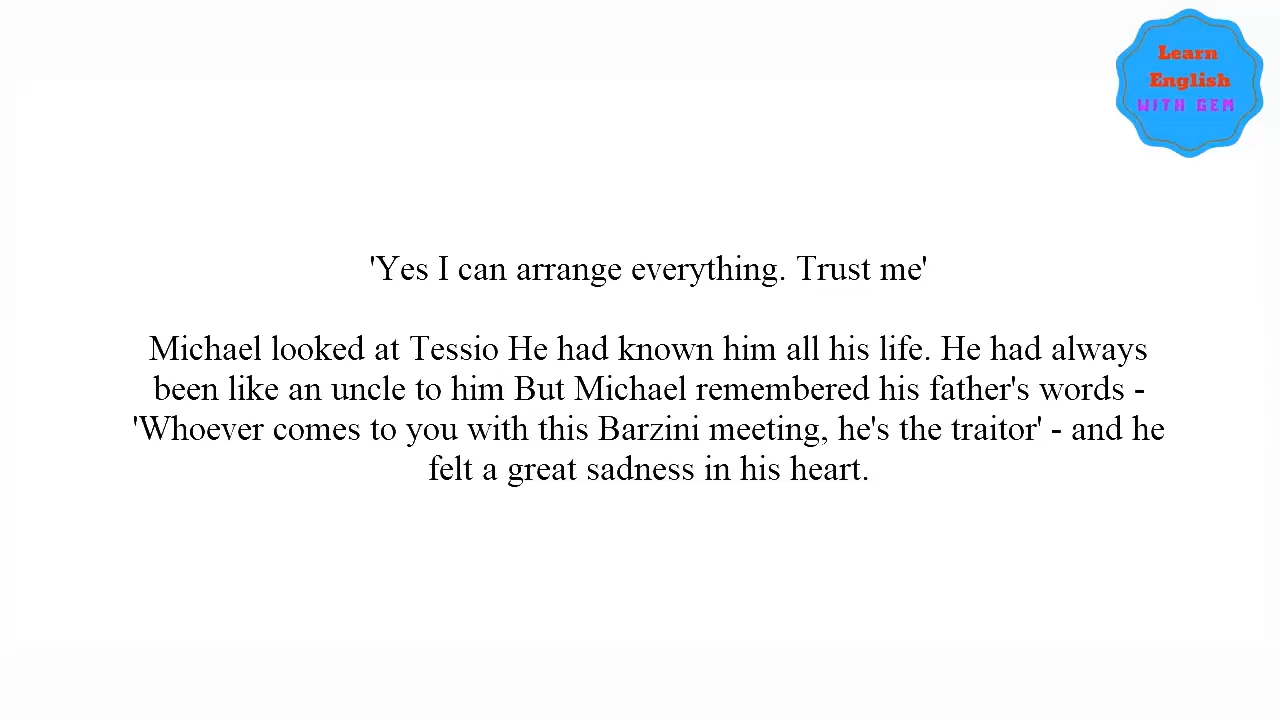 Learn
English
WITH GEM
'Yes I can arrange everything. Trust me'
Michael looked at Tessio He had known him all his life. He had always
been like an uncle to him But Michael remembered his father's words -
'Whoever comes to you with this Barzini meeting, he's the traitor' - and he
felt a great sadness in his heart.